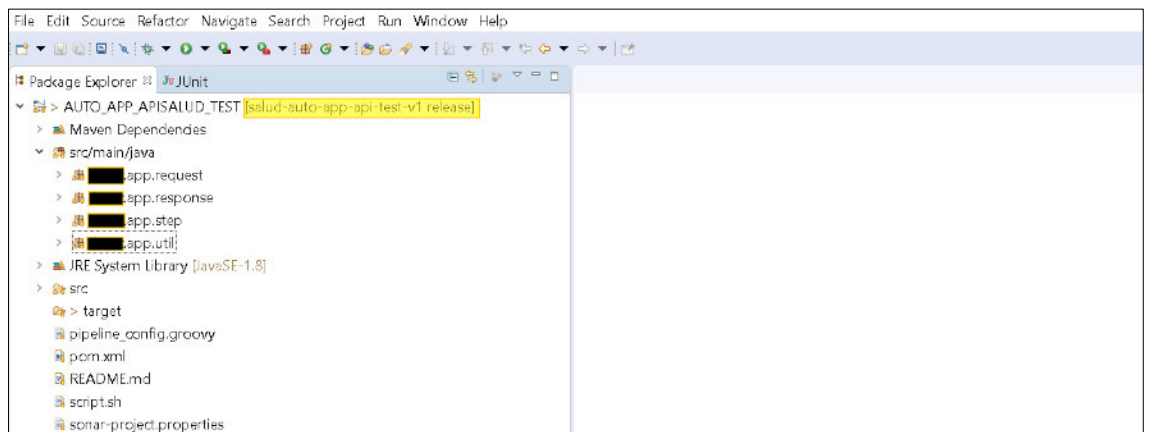 File Edit Source Refactor Navigate Search Project Run Window Help
Package Explorer JUnit
> AUTO_APP_APISALUD_TEST [salud-auto-app-api-test-v1 release]
Maven Dependencies
src/main/java
.app.request
.app.response
.app.step
.app.util
JRE System Library [JavaSE-1.8]
src
> target
pipeline_config.groovy
pom.xml
README.md
script.sh
sonar-project.properties